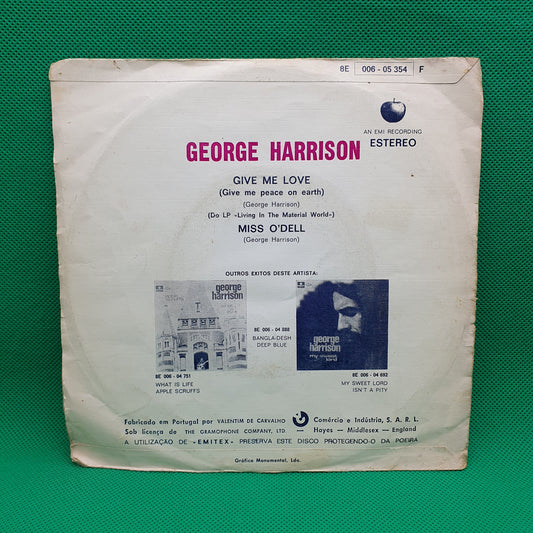 8E 006 - 05 354 F
AN EMI RECORDING
ESTEREO
GEORGE HARRISON
GIVE ME LOVE
(Give me peace on earth)
(George Harrison)
(Do LP «Living In The Material World»)
MISS O'DELL
(George Harrison)
OUTROS EXITOS DESTE ARTISTA:
george
harrison
8E 006 - 04 751
WHAT IS LIFE
APPLE SCRUFFS
8E 006 - 04 888
BANGLA-DESH
DEEP BLUE
george
harrison
my sweet
lord
8E 006 - 04 692
MY SWEET LORD
ISN'T A PITY
Fabricado em Portugal por VALENTIM DE CARVALHO Comércio e Indústria, S. A. R. L.
Sob licença de THE GRAMOPHONE COMPANY, LTD — Hayes — Middlesex — England
A UTILIZAÇÃO DE «EMITEX» PRESERVA ESTE DISCO PROTEGENDO-O DA POEIRA
Gráfica Monumental, Lda.